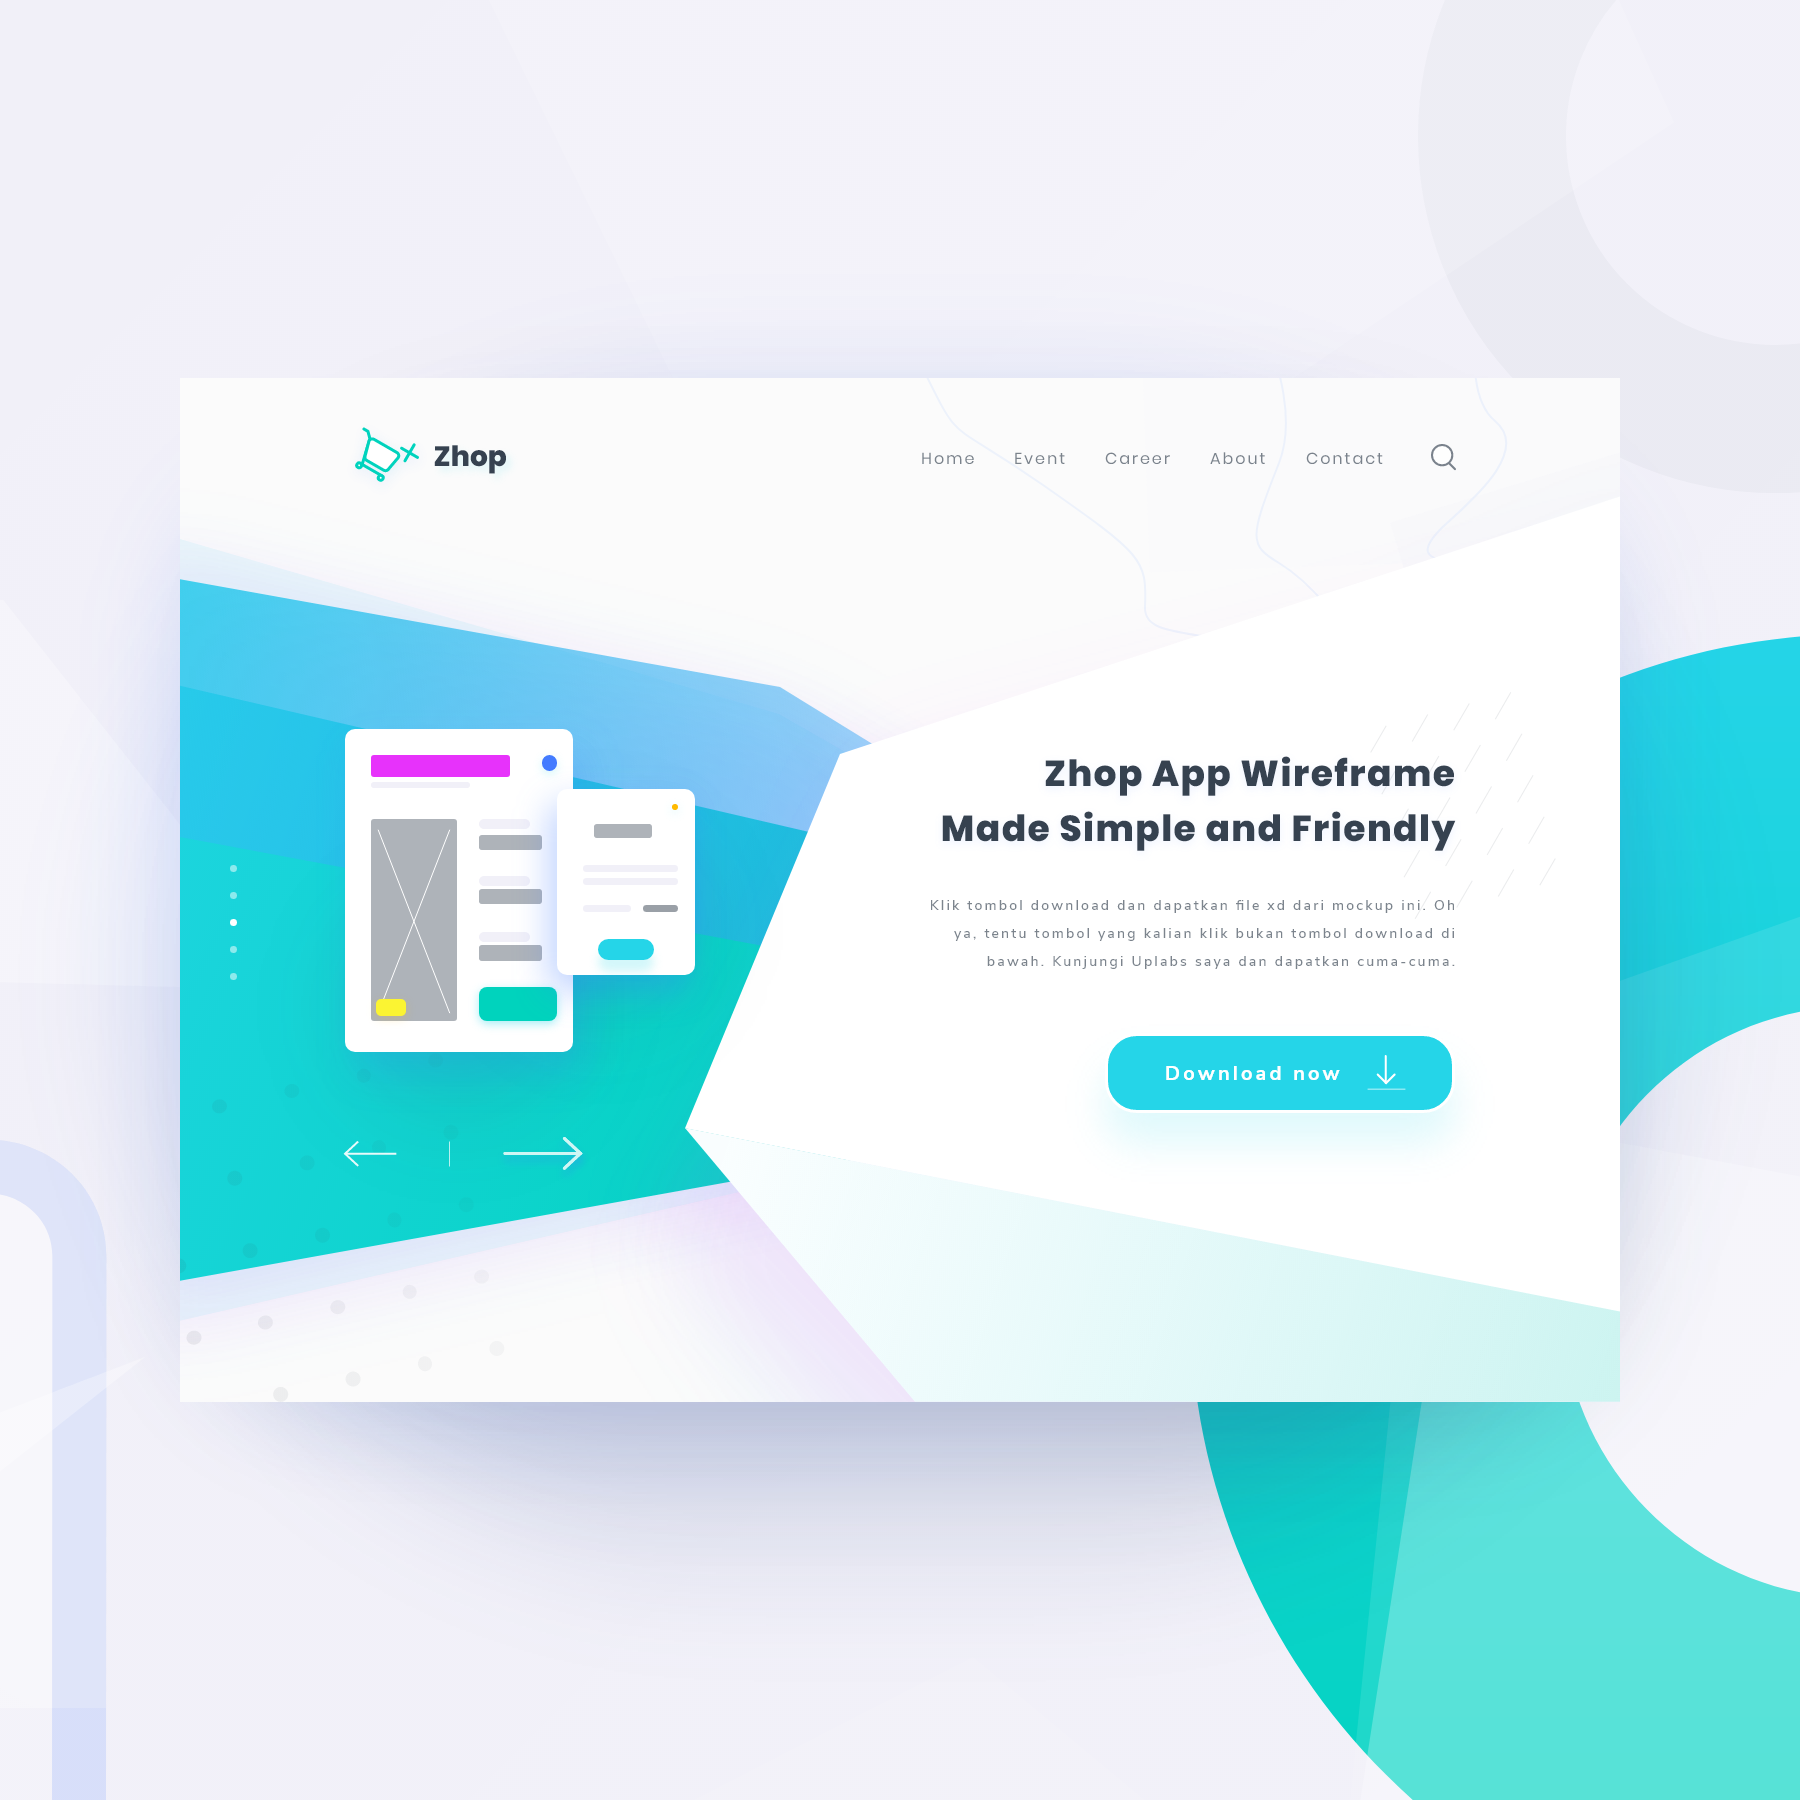 Zhop
Home Event Career About Contact
Zhop App Wireframe
Made Simple and Friendly
Klik tombol download dan dapatkan file xd dari mockup ini. Oh
ya, tentu tombol yang kalian klik bukan tombol download di
bawah. Kunjungi Uplabs saya dan dapatkan cuma-cuma.
Download now